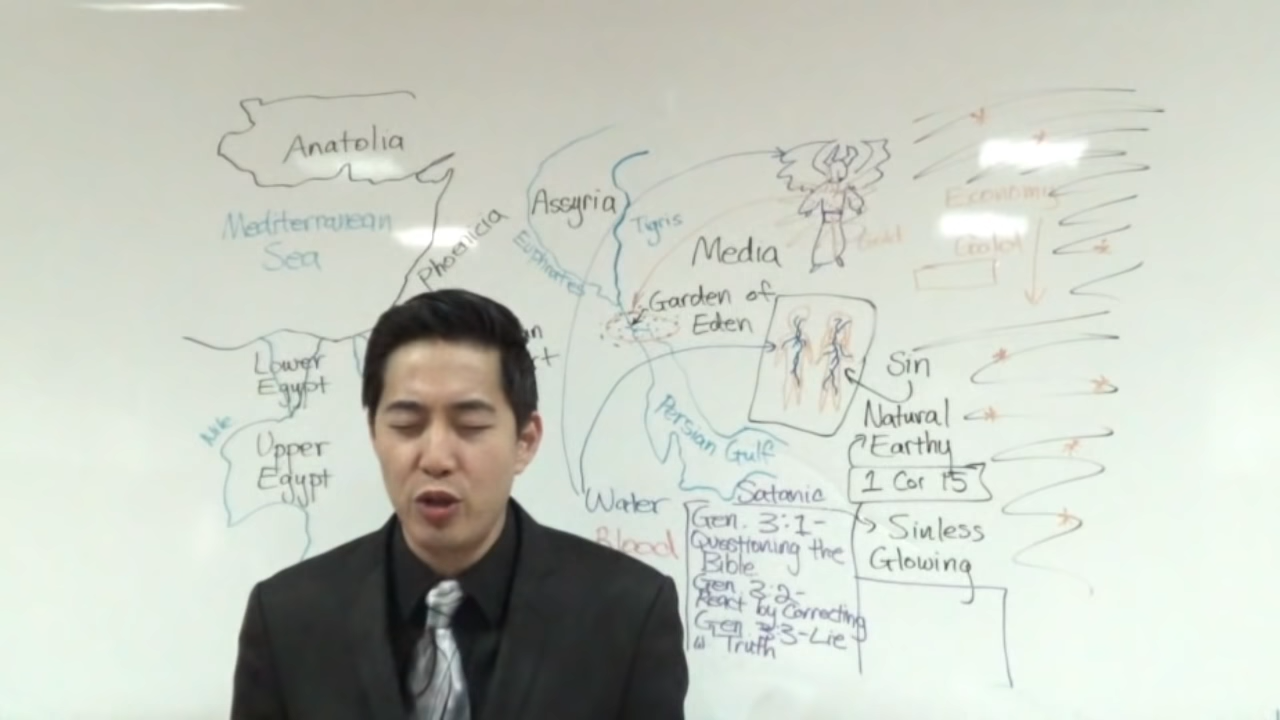 Anatolia
Mediterranean
Sea
Phoenicia
Assyria
Euphrates
Tigris
Media
Garden of
Eden
Gold
Economy
Lower
Egypt
Nile
Upper
Egypt
Persian Gulf
Sin
Natural
Earthy
1 Cor 15
Sinless
Glowing
Water
Blood
Satanic
Gen. 3:1-
Questioning the
Bible
Gen 3:2-
React by Correcting
Gen 3:3-Lie
Truth